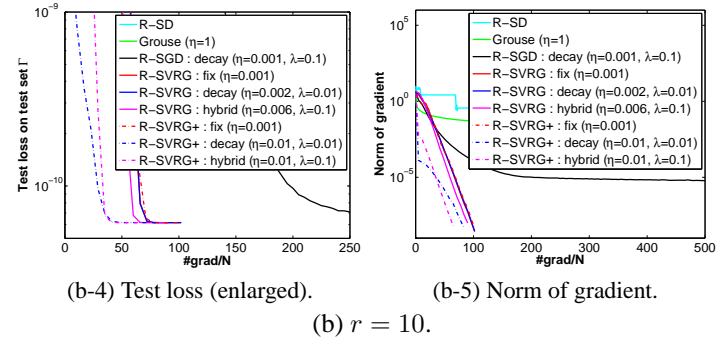 10^-9
10^-10
Test loss on test set Γ
R-SD
Grouse (η=1)
R-SGD : decay (η=0.001, λ=0.1)
R-SVRG : fix (η=0.001)
R-SVRG : decay (η=0.002, λ=0.01)
R-SVRG : hybrid (η=0.006, λ=0.1)
R-SVRG+ : fix (η=0.001)
R-SVRG+ : decay (η=0.01, λ=0.01)
R-SVRG+ : hybrid (η=0.01, λ=0.1)
0 50 100 150 200 250
#grad/N
(b-4) Test loss (enlarged).
10^5
10^0
10^-5
Norm of gradient
R-SD
Grouse (η=1)
R-SGD : decay (η=0.001, λ=0.1)
R-SVRG : fix (η=0.001)
R-SVRG : decay (η=0.002, λ=0.01)
R-SVRG : hybrid (η=0.006, λ=0.1)
R-SVRG+ : fix (η=0.001)
R-SVRG+ : decay (η=0.01, λ=0.01)
R-SVRG+ : hybrid (η=0.01, λ=0.1)
0 100 200 300 400 500
#grad/N
(b-5) Norm of gradient.
(b) r = 10.